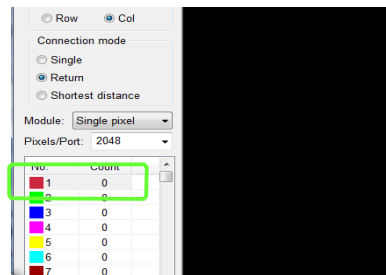 Row Col
Connection mode
Single
Return
Shortest distance
Module: Single pixel
Pixels/Port: 2048
No. Count
1 0
2 0
3 0
4 0
5 0
6 0
7 0